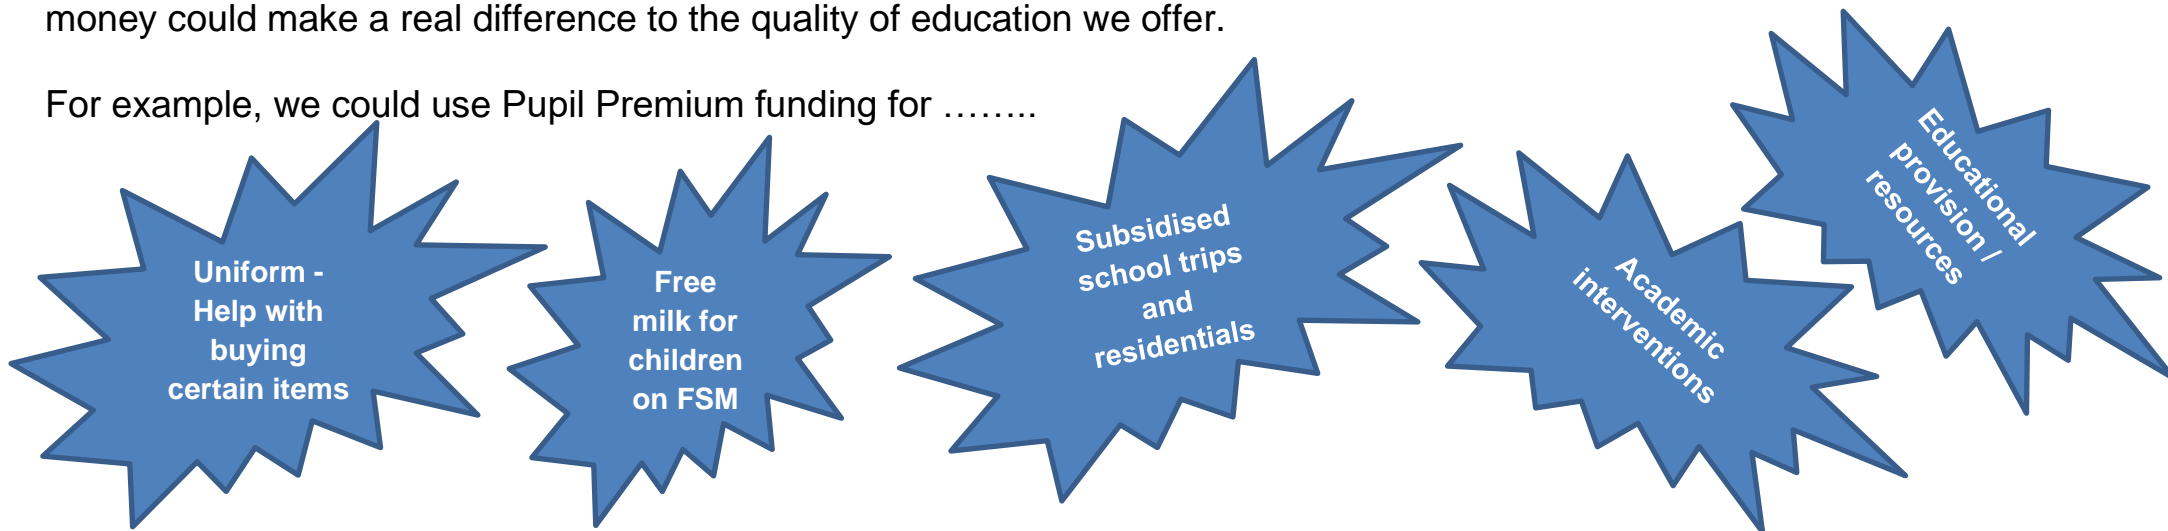 money could make a real difference to the quality of education we offer.
For example, we could use Pupil Premium funding for ……..
Uniform -
Help with
buying
certain items
Free
milk for
children
on FSM
Subsidised
school trips
and
residentials
Academic
interventions
Educational
provision /
resources